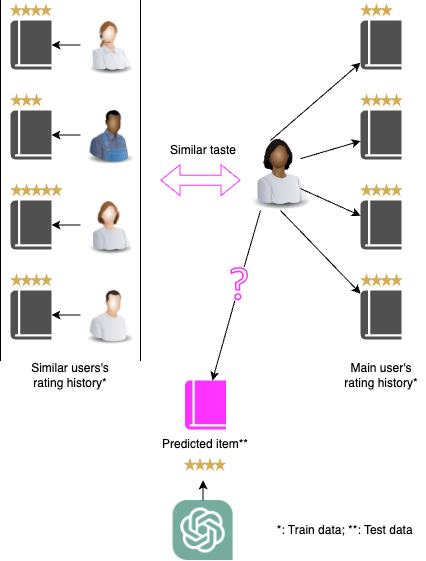 Similar taste
?
Similar users's
rating history*
Main user's
rating history*
Predicted item**
*: Train data; **: Test data